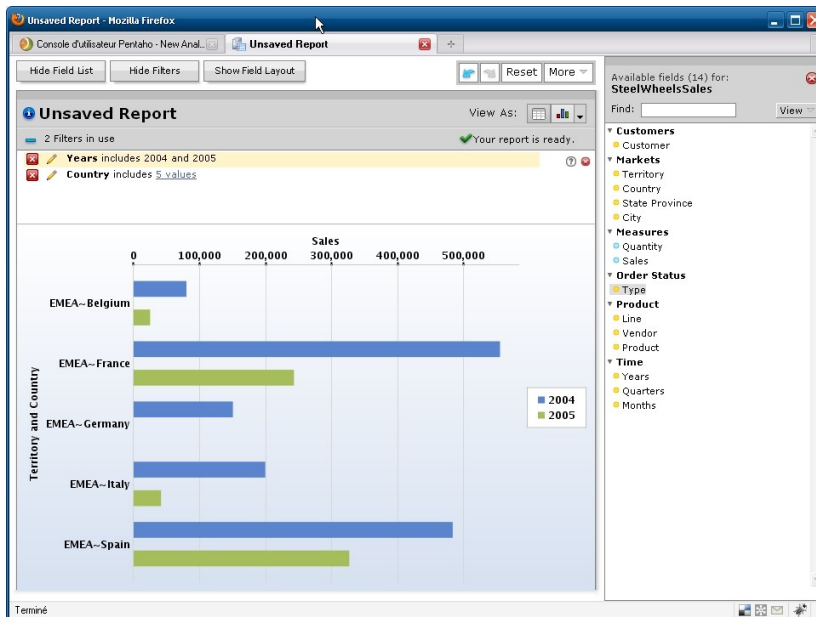 Unsaved Report - Mozilla Firefox
Console d'utilisateur Pentaho - New Anal...
Unsaved Report
Hide Field List
Hide Filters
Show Field Layout
Reset
More
Unsaved Report
View As:
2 Filters in use
Your report is ready.
Years includes 2004 and 2005
Country includes 5 values
Sales
0 100,000 200,000 300,000 400,000 500,000
Territory and Country
EMEA~Belgium
EMEA~France
EMEA~Germany
EMEA~Italy
EMEA~Spain
2004
2005
Available fields (14) for:
SteelWheelsSales
Find:
View
Customers
Customer
Markets
Territory
Country
State Province
City
Measures
Quantity
Sales
Order Status
Type
Product
Line
Vendor
Product
Time
Years
Quarters
Months
Terminé